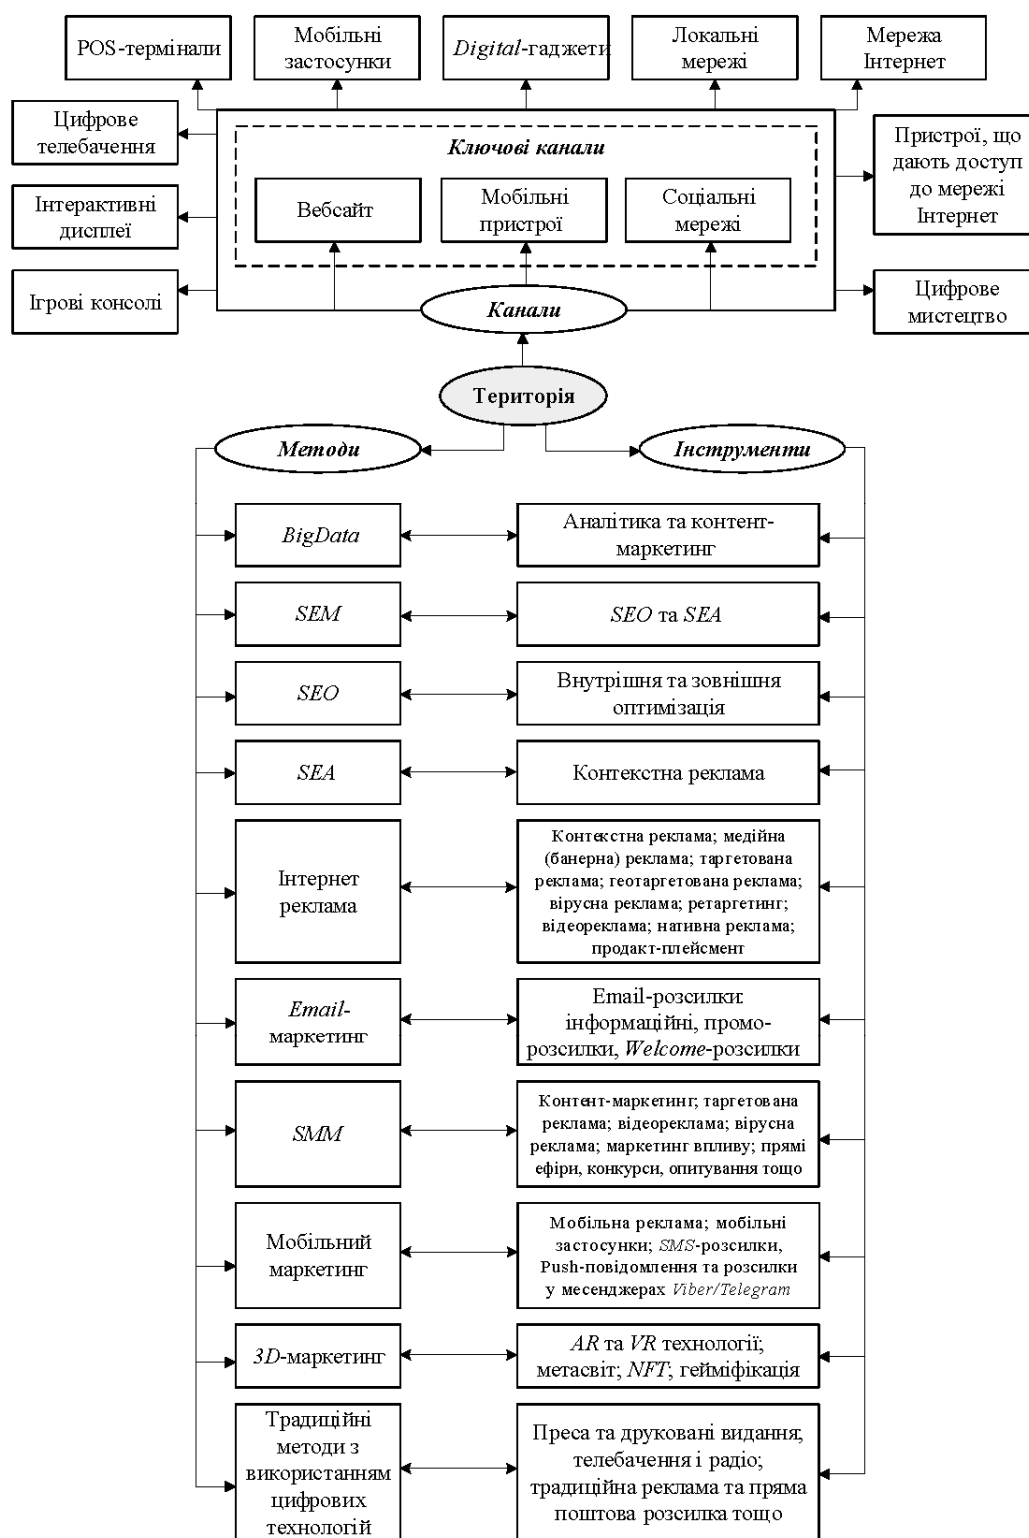 POS-термінали
Мобільні
застосунки
Digital-гаджети
Локальні
мережі
Мережа
Інтернет
Цифрове
телебачення
Інтерактивні
дисплеї
Ігрові консолі
Ключові канали
Вебсайт
Мобільні
пристрої
Соціальні
мережі
Пристрої, що
дають доступ
до мережі
Інтернет
Цифрове
мистецтво
Канали
Територія
Методи
Інструменти
BigData
Аналітика та контент-
маркетинг
SEM
SEO та SEA
SEO
Внутрішня та зовнішня
оптимізація
SEA
Контекстна реклама
Інтернет
реклама
Контекстна реклама; медійна
(банерна) реклама; таргетована
реклама; геотаргетована реклама;
вірусна реклама; ретаргетинг;
відеореклама; нативна реклама;
продакт-плейсмент
Email-
маркетинг
Email-розсилки:
інформаційні, промо-
розсилки, Welcome-розсилки
SMM
Контент-маркетинг; таргетована
реклама; відеореклама; вірусна
реклама; маркетинг впливу; прямі
ефіри, конкурси, опитування тощо
Мобільний
маркетинг
Мобільна реклама; мобільні
застосунки; SMS-розсилки,
Push-повідомлення та розсилки
у месенджерах Viber/Telegram
3D-маркетинг
AR та VR технології;
метасвіт; NFT; гейміфікація
Традиційні
методи з
використанням
цифрових
технологій
Преса та друковані видання;
телебачення і радіо;
традиційна реклама та пряма
поштова розсилка тощо